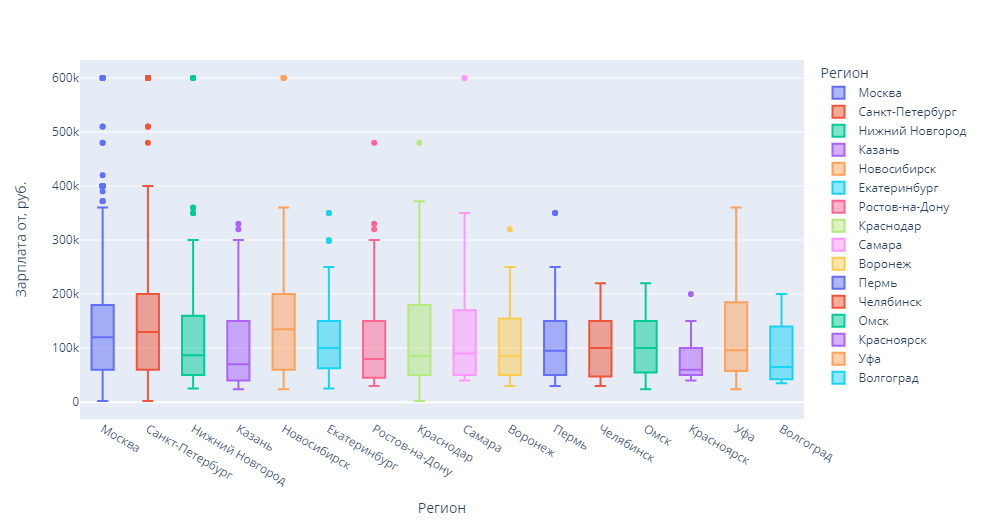 600k
500k
400k
300k
200k
100k
0
Зарплата от, руб.
Москва
Санкт-Петербург
Нижний Новгород
Казань
Новосибирск
Екатеринбург
Ростов-на-Дону
Краснодар
Самара
Воронеж
Пермь
Челябинск
Омск
Красноярск
Уфа
Волгоград
Регион
Регион
Москва
Санкт-Петербург
Нижний Новгород
Казань
Новосибирск
Екатеринбург
Ростов-на-Дону
Краснодар
Самара
Воронеж
Пермь
Челябинск
Омск
Красноярск
Уфа
Волгоград